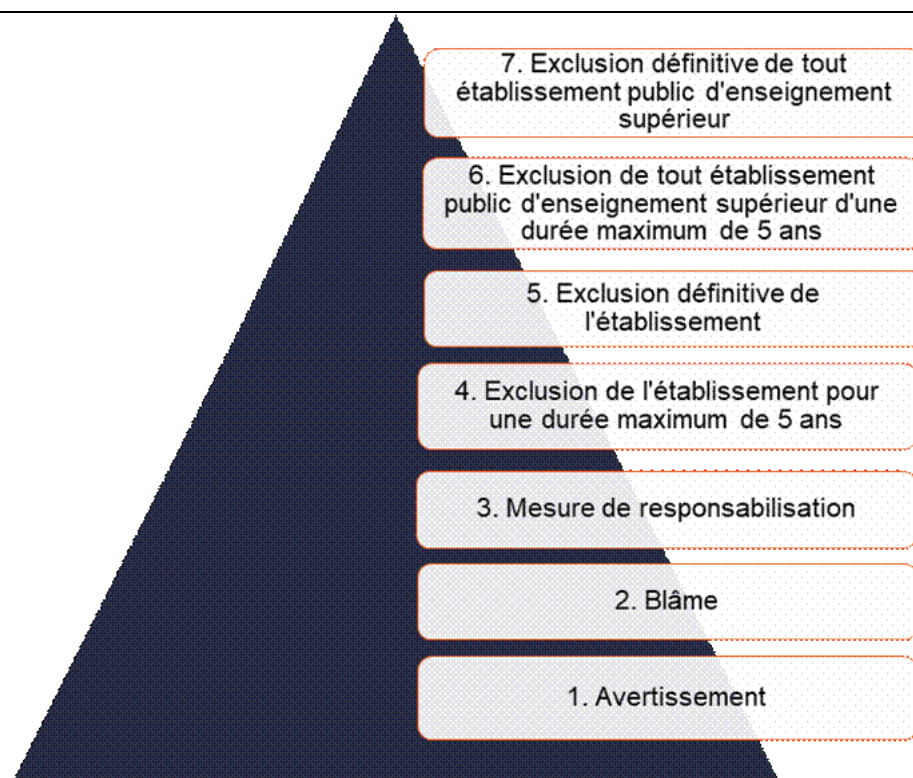 7. Exclusion définitive de tout
établissement public d'enseignement
supérieur
6. Exclusion de tout établissement
public d'enseignement supérieur d'une
durée maximum de 5 ans
5. Exclusion définitive de
l'établissement
4. Exclusion de l'établissement pour
une durée maximum de 5 ans
3. Mesure de responsabilisation
2. Blâme
1. Avertissement